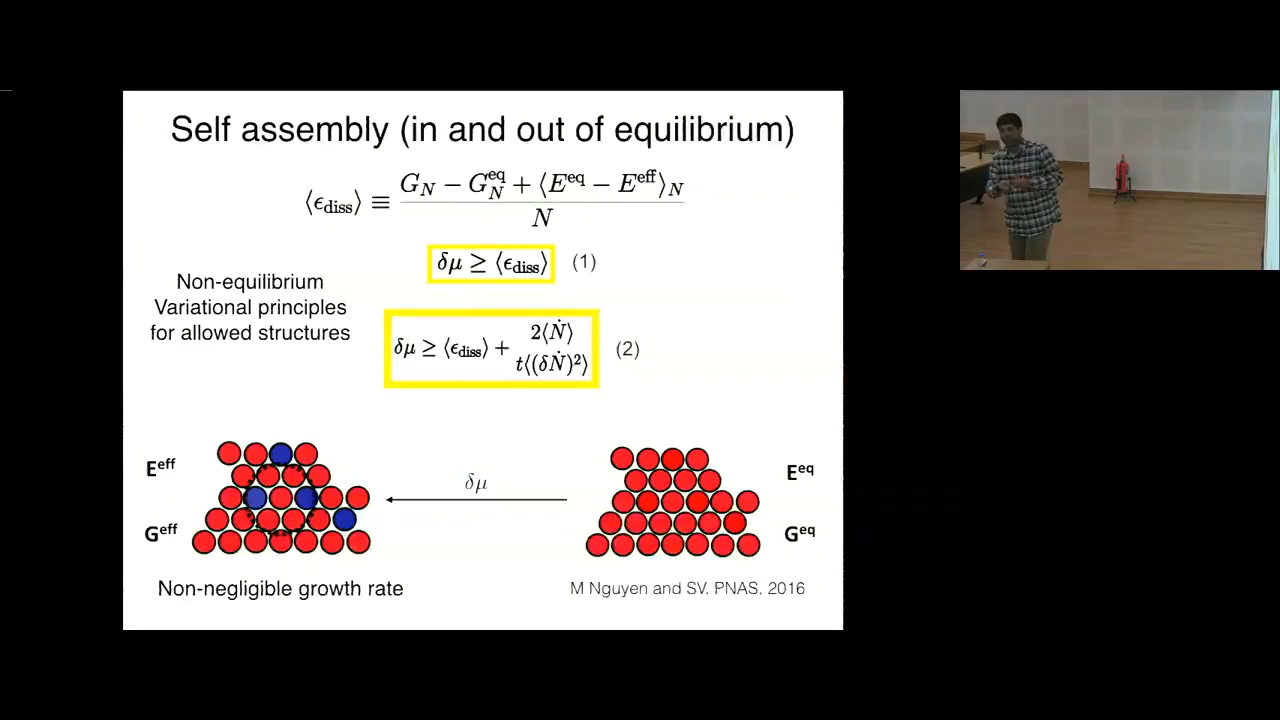 Self assembly (in and out of equilibrium)
⟨ϵ_diss⟩ ≡ (G_N − G_N^eq + ⟨E^eq − E^eff⟩_N) / N
δμ ≥ ⟨ϵ_diss⟩ (1)
Non-equilibrium
Variational principles
for allowed structures
δμ ≥ ⟨ϵ_diss⟩ + 2⟨Ṅ⟩ / t⟨(δṄ)²⟩ (2)
E^eff
G^eff
δμ
E^eq
G^eq
Non-negligible growth rate
M Nguyen and SV. PNAS, 2016